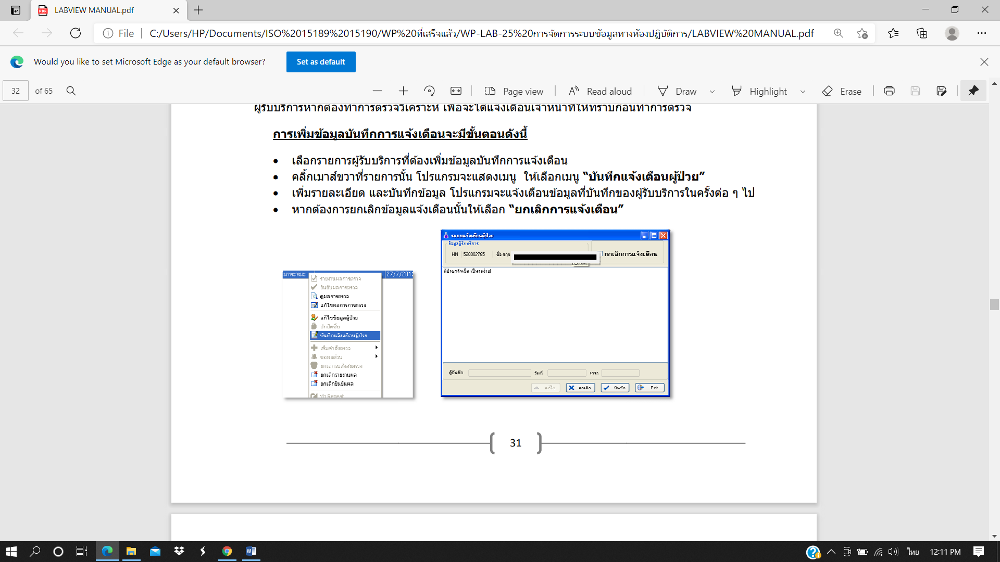 LABVIEW MANUAL.pdf
File
C:/Users/HP/Documents/ISO%2015189%2015190/WP%20ที่เสร็จแล้ว/WP-LAB-25%20การจัดการระบบข้อมูลทางห้องปฏิบัติการ/LABVIEW%20MANUAL.pdf
Would you like to set Microsoft Edge as your default browser?
Set as default
32 of 65
Page view
Read aloud
Draw
Highlight
Erase
ผู้รับบริการหากต้องทำการตรวจวิเคราะห์ เพื่อจะได้แจ้งเตือนเจ้าหน้าที่ให้ทราบก่อนทำการตรวจ
การเพิ่มข้อมูลบันทึกการแจ้งเตือนจะมีขั้นตอนดังนี้
• เลือกรายการผู้รับบริการที่ต้องเพิ่มข้อมูลบันทึกการแจ้งเตือน
• คลิ้กเมาส์ขวาที่รายการนั้น โปรแกรมจะแสดงเมนู ให้เลือกเมนู “บันทึกแจ้งเตือนผู้ป่วย”
• เพิ่มรายละเอียด และบันทึกข้อมูล โปรแกรมจะแจ้งเตือนข้อมูลที่บันทึกของผู้รับบริการในครั้งต่อ ๆ ไป
• หากต้องการยกเลิกข้อมูลแจ้งเตือนนั้นให้เลือก “ยกเลิกการแจ้งเตือน”
มาหะหมะ
27/7/201
รายงานผลการตรวจ
ยืนยันผลการตรวจ
ดูผลการตรวจ
แก้ไขผลการการตรวจ
แก้ไขข้อมูลผู้ป่วย
ปกปิดชื่อ
บันทึกแจ้งเตือนผู้ป่วย
เพิ่มคำสั่งตรวจ
ขอผลด่วน
ยกเลิกรับสิ่งส่งตรวจ
ยกเลิกรายงานผล
ยกเลิกยืนยันผล
ทำ Repeat
ระบบแจ้งเตือนผู้ป่วย
ข้อมูลผู้รับบริการ
HN 520002785 ชื่อ สกุล
ยกเลิกการแจ้งเตือน
ผู้ป่วยกลัวเข็ม เป็นลมง่าย
ผู้บันทึก วันที่ เวลา
แก้ไข ยกเลิก บันทึก Exit
31
ไทย
12:11 PM